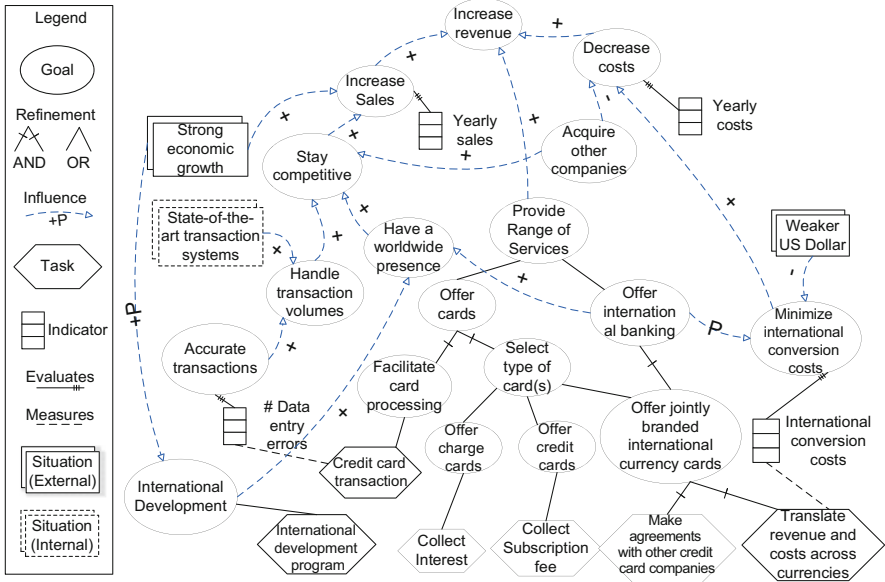 Legend
Goal
Refinement
AND
OR
Influence
+P
Task
Indicator
Evaluates
Measures
Situation
(External)
Situation
(Internal)
Increase
revenue
+
+
Decrease
costs
Increase
Sales
Yearly
sales
+
-
Yearly
costs
Strong
economic
growth
+
+
+
Stay
competitive
Acquire
other
companies
State-of-the-
art transaction
systems
+
+
+
Have a
worldwide
presence
Provide
Range of
Services
+
Weaker
US Dollar
-
Handle
transaction
volumes
+
Offer
cards
Offer
internation
al banking
P
Minimize
international
conversion
costs
+P
Accurate
transactions
+
Facilitate
card
processing
Select
type of
card(s)
# Data
entry
errors
+
Offer
charge
cards
Offer
credit
cards
Offer jointly
branded
international
currency cards
International
conversion
costs
Credit card
transaction
International
Development
International
development
program
Collect
Interest
Collect
Subscription
fee
Make
agreements
with other credit
card companies
Translate
revenue and
costs across
currencies